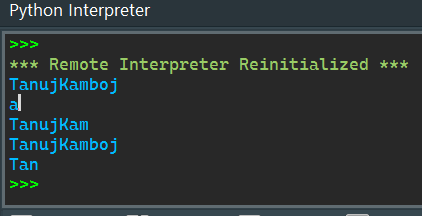 Python Interpreter
>>>
*** Remote Interpreter Reinitialized ***
TanujKamboj
a
TanujKam
TanujKamboj
Tan
>>>